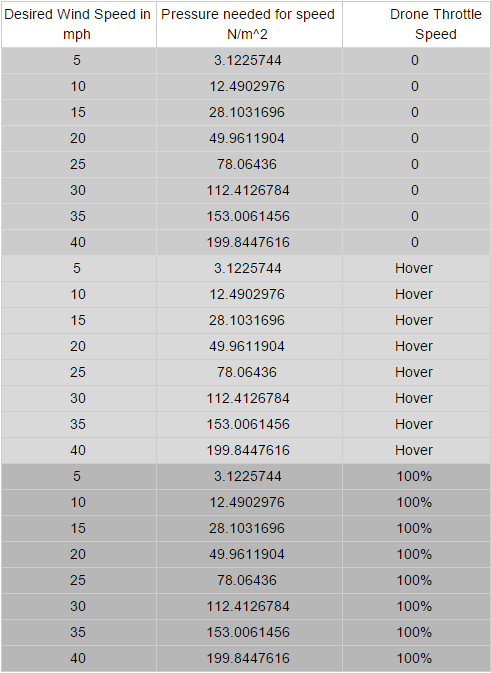 Desired Wind Speed in mph Pressure needed for speed N/m^2 Drone Throttle Speed
5 3.1225744 0
10 12.4902976 0
15 28.1031696 0
20 49.9611904 0
25 78.06436 0
30 112.4126784 0
35 153.0061456 0
40 199.8447616 0
5 3.1225744 Hover
10 12.4902976 Hover
15 28.1031696 Hover
20 49.9611904 Hover
25 78.06436 Hover
30 112.4126784 Hover
35 153.0061456 Hover
40 199.8447616 Hover
5 3.1225744 100%
10 12.4902976 100%
15 28.1031696 100%
20 49.9611904 100%
25 78.06436 100%
30 112.4126784 100%
35 153.0061456 100%
40 199.8447616 100%